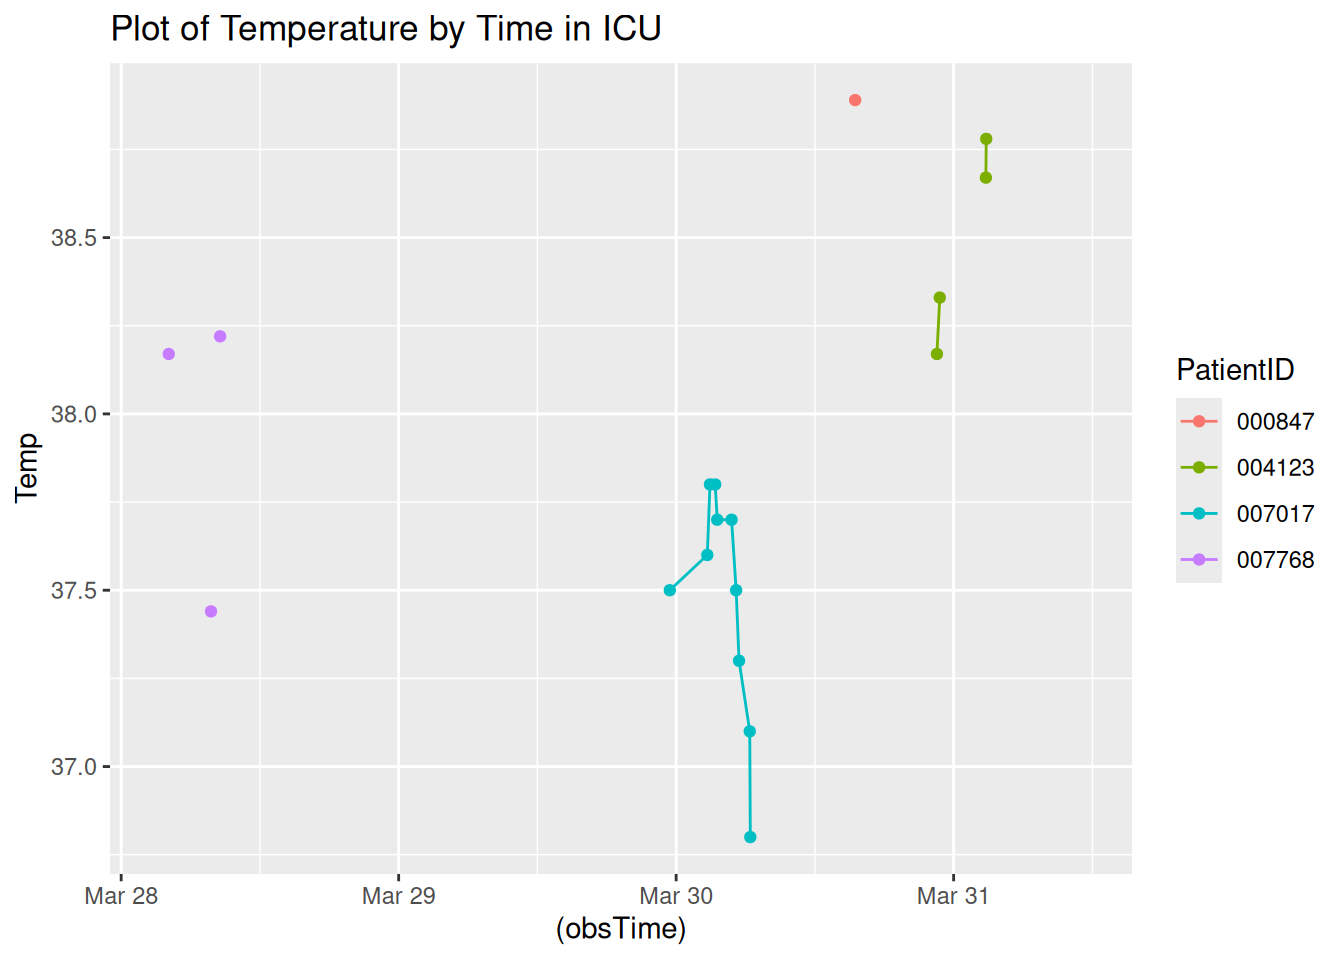 Plot of Temperature by Time in ICU
Temp
38.5
38.0
37.5
37.0
Mar 28
Mar 29
Mar 30
Mar 31
(obsTime)
PatientID
000847
004123
007017
007768